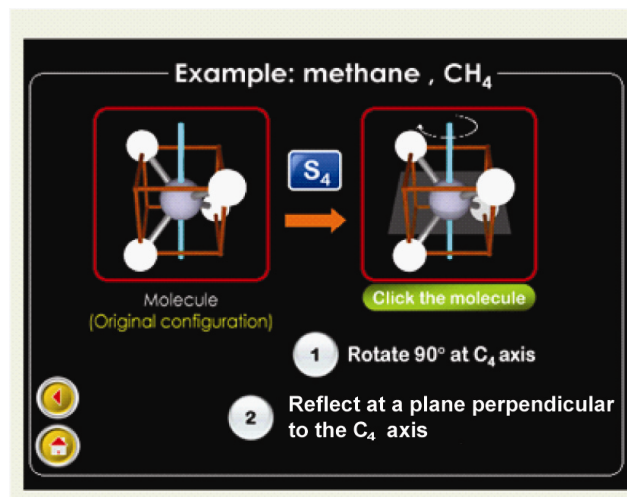 Example: methane , CH₄
S₄
Molecule
(Original configuration)
Click the molecule
1 Rotate 90° at C₄ axis
2 Reflect at a plane perpendicular
to the C₄ axis